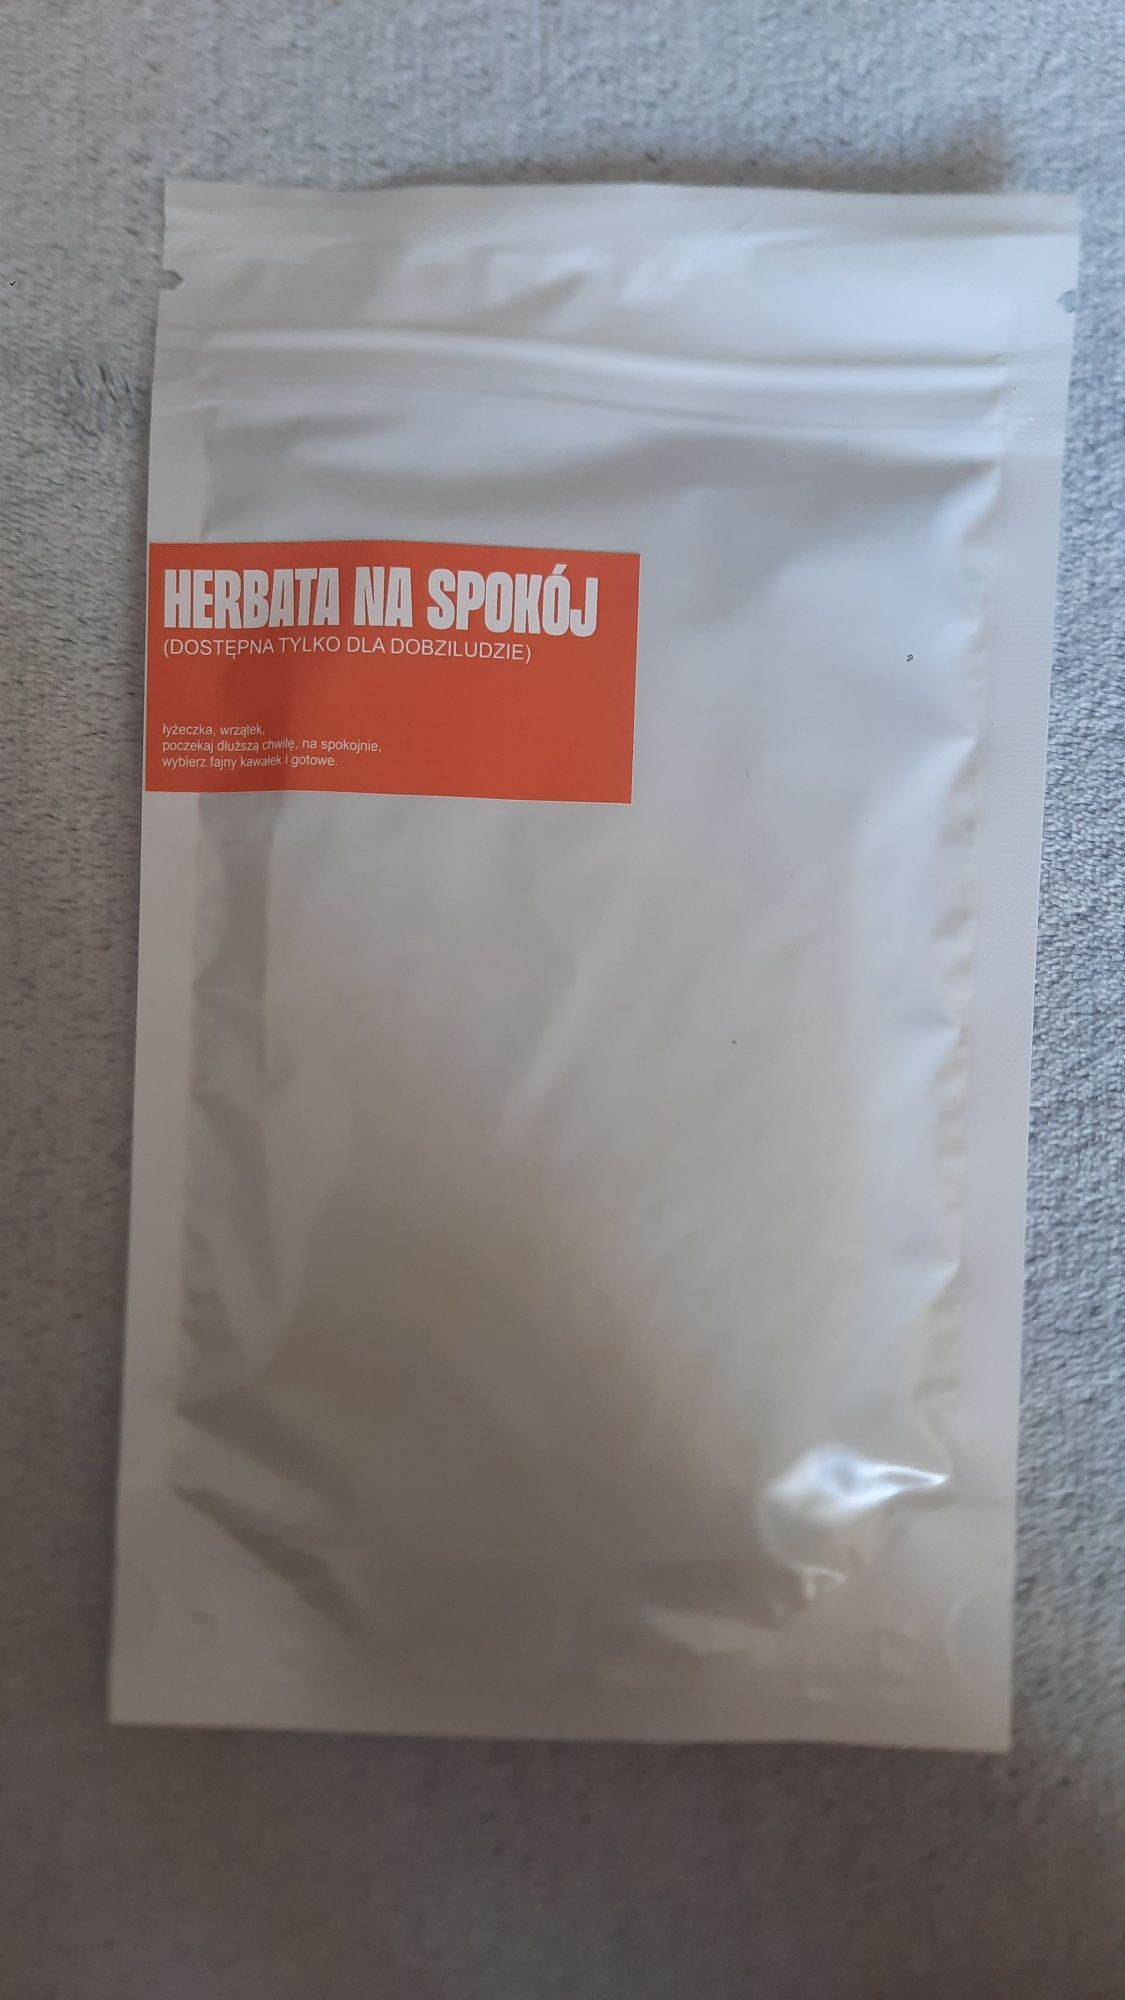 HERBATA NA SPOKÓJ
(DOSTĘPNA TYLKO DLA DOBZILUDZIE)
łyżeczka, wrzątek,
poczekaj dłuższą chwilę, na spokojnie,
wybierz fajny kawałek i gotowe.